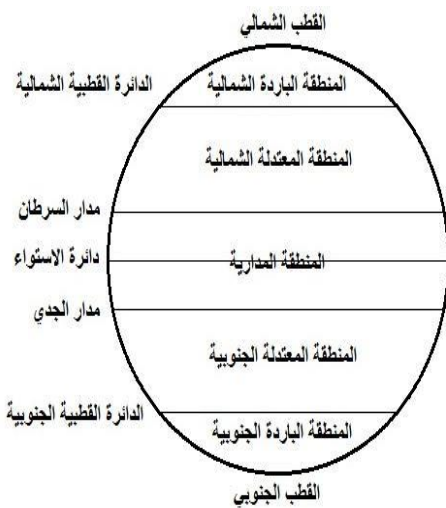 القطب الشمالي
المنطقة الباردة الشمالية
الدائرة القطبية الشمالية
المنطقة المعتدلة الشمالية
مدار السرطان
دائرة الاستواء
المنطقة المدارية
مدار الجدي
المنطقة المعتدلة الجنوبية
الدائرة القطبية الجنوبية
المنطقة الباردة الجنوبية
القطب الجنوبي